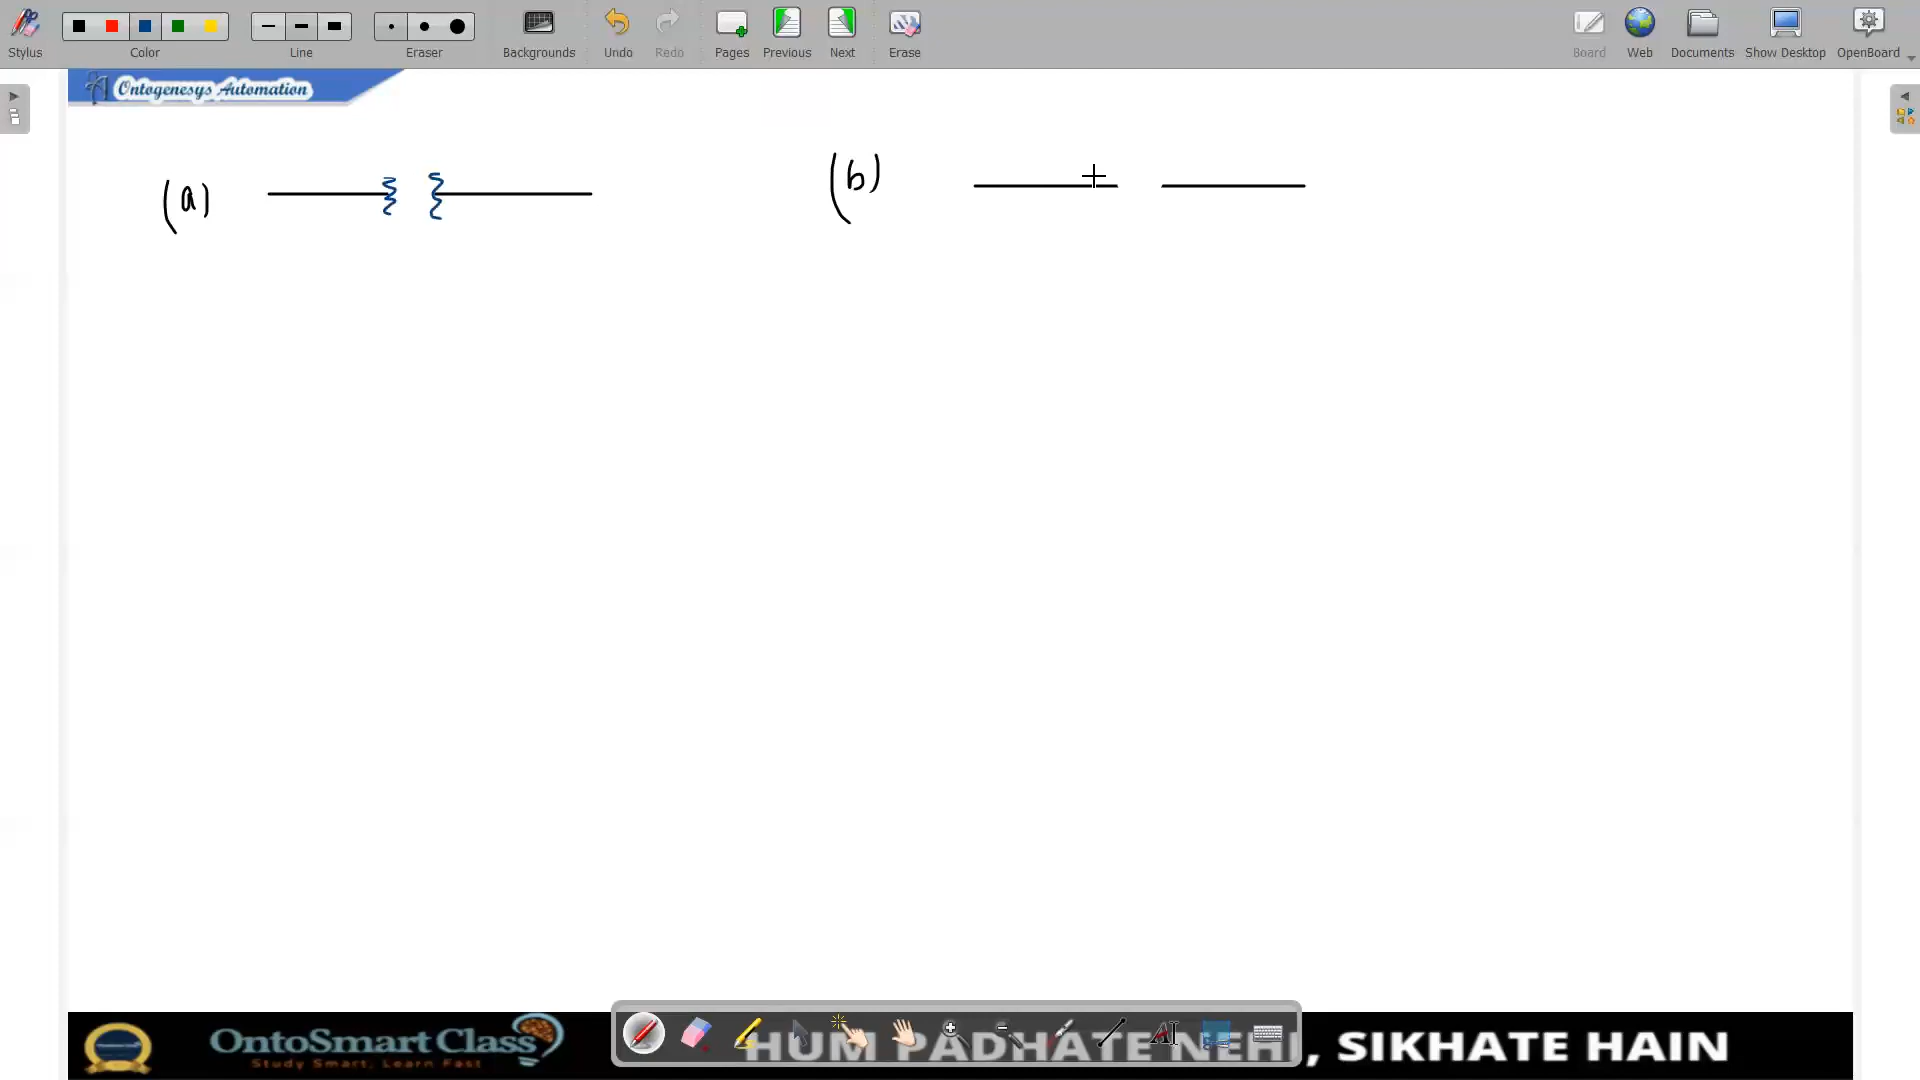 Stylus Color Line Eraser Backgrounds Undo Redo Pages Previous Next Erase Board Web Documents Show Desktop OpenBoard
Ontogenesys Automation
(a) (b)
OntoSmart Class HUM PADHATE NEHI, SIKHATE HAIN
Study Smart, Learn Fast